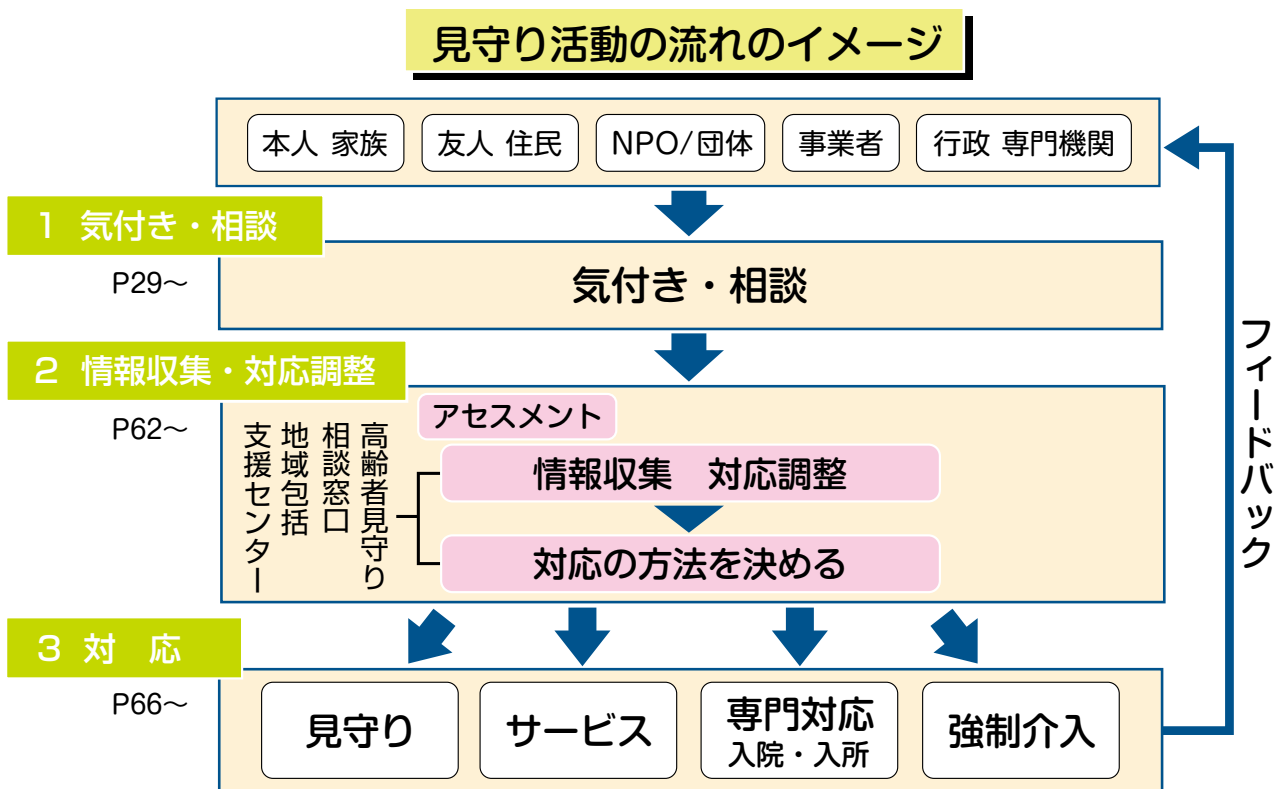 見守り活動の流れのイメージ
本人 家族
友人 住民
NPO/団体
事業者
行政 専門機関
1 気付き・相談
P29～
気付き・相談
2 情報収集・対応調整
P62～
高齢者見守り
相談窓口
地域包括
支援センター
アセスメント
情報収集　対応調整
対応の方法を決める
3 対　応
P66～
見守り
サービス
専門対応
入院・入所
強制介入
フィードバック